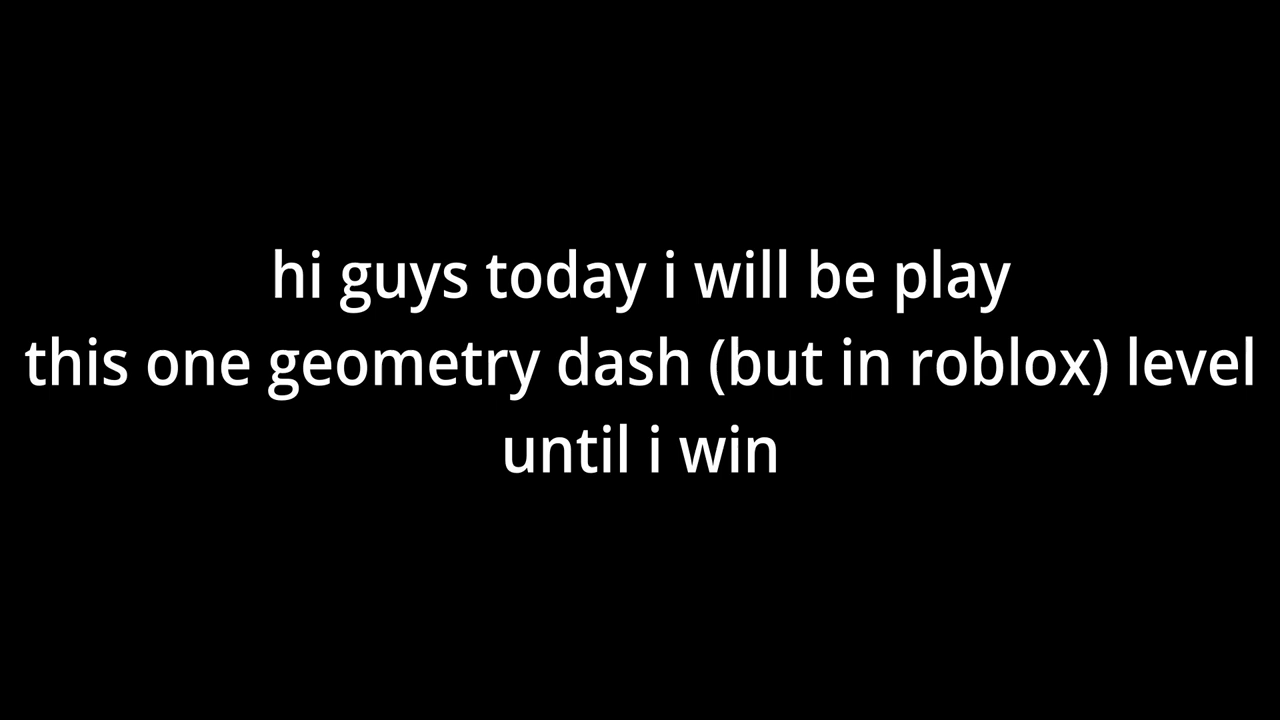 hi guys today i will be play
this one geometry dash (but in roblox) level
until i win